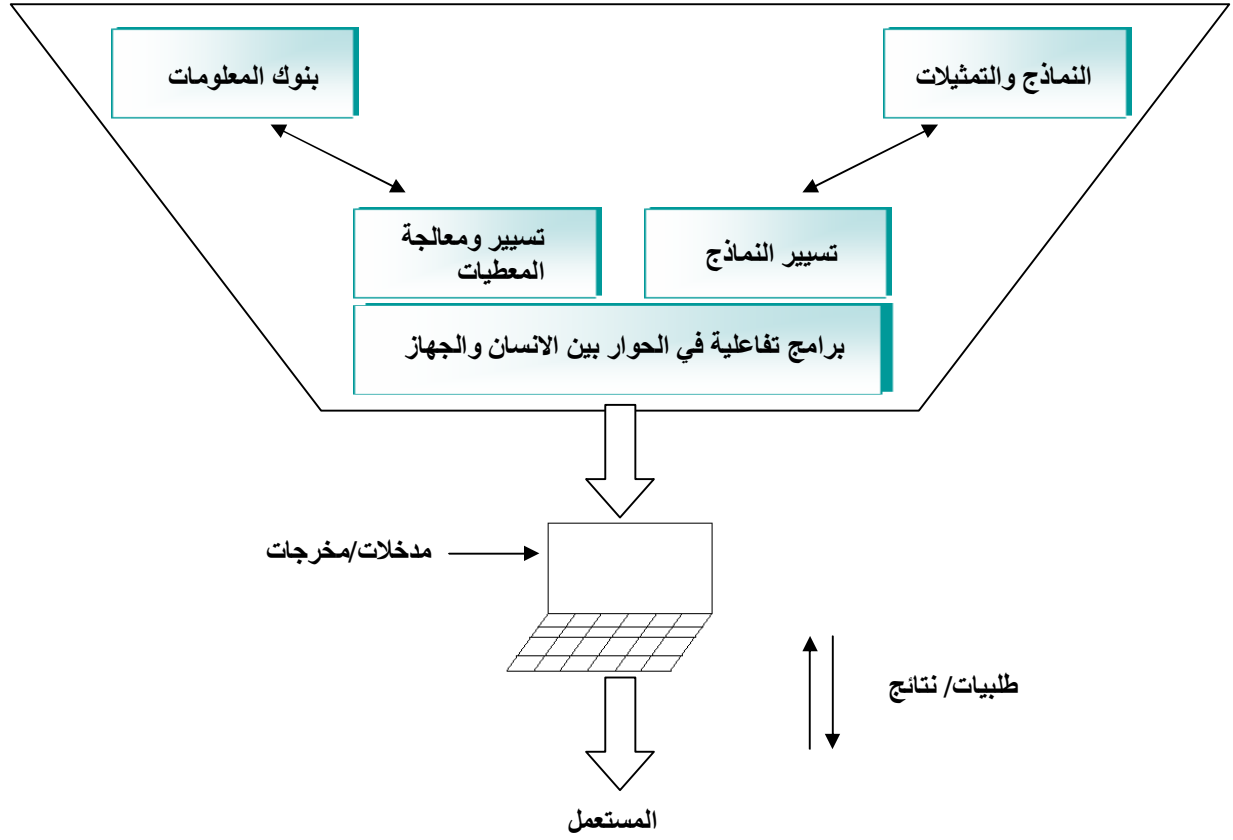 النماذج والتمثيلات
بنوك المعلومات
تسيير النماذج
تسيير ومعالجة
المعطيات
برامج تفاعلية في الحوار بين الانسان والجهاز
مدخلات/مخرجات
طلبيات/ نتائج
المستعمل